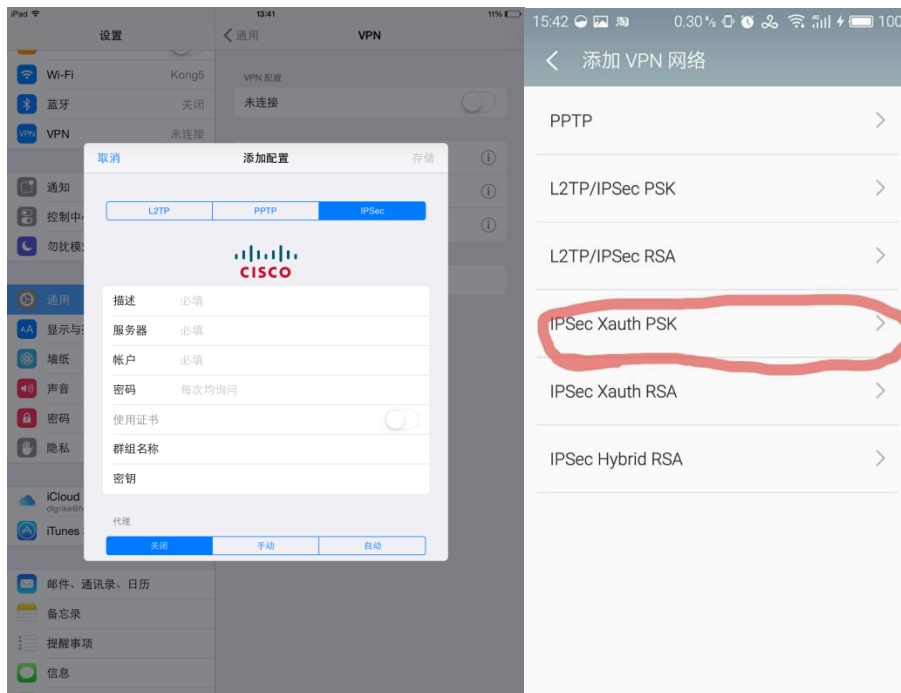 iPad 13:41 11%
设置
通用 VPN
Wi-Fi Kong5
蓝牙 关闭
VPN VPN 未连接
通知
控制中
勿扰模
通用
AA 显示与
墙纸
声音
密码
隐私
iCloud
iTunes
邮件、通讯录、日历
备忘录
提醒事项
信息
VPN 配置
未连接
取消 添加配置 存储
L2TP PPTP IPSec
CISCO
描述 必填
服务器 必填
帐户 必填
密码 每次均询问
使用证书
群组名称
密钥
代理
关闭 手动 自动
15:42 0.30 K/s 100
添加 VPN 网络
PPTP
L2TP/IPSec PSK
L2TP/IPSec RSA
IPSec Xauth PSK
IPSec Xauth RSA
IPSec Hybrid RSA